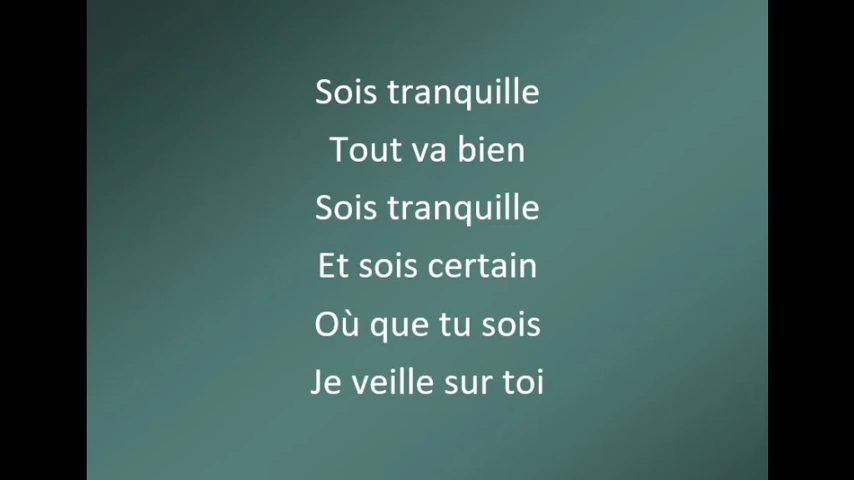 Sois tranquille
Tout va bien
Sois tranquille
Et sois certain
Où que tu sois
Je veille sur toi